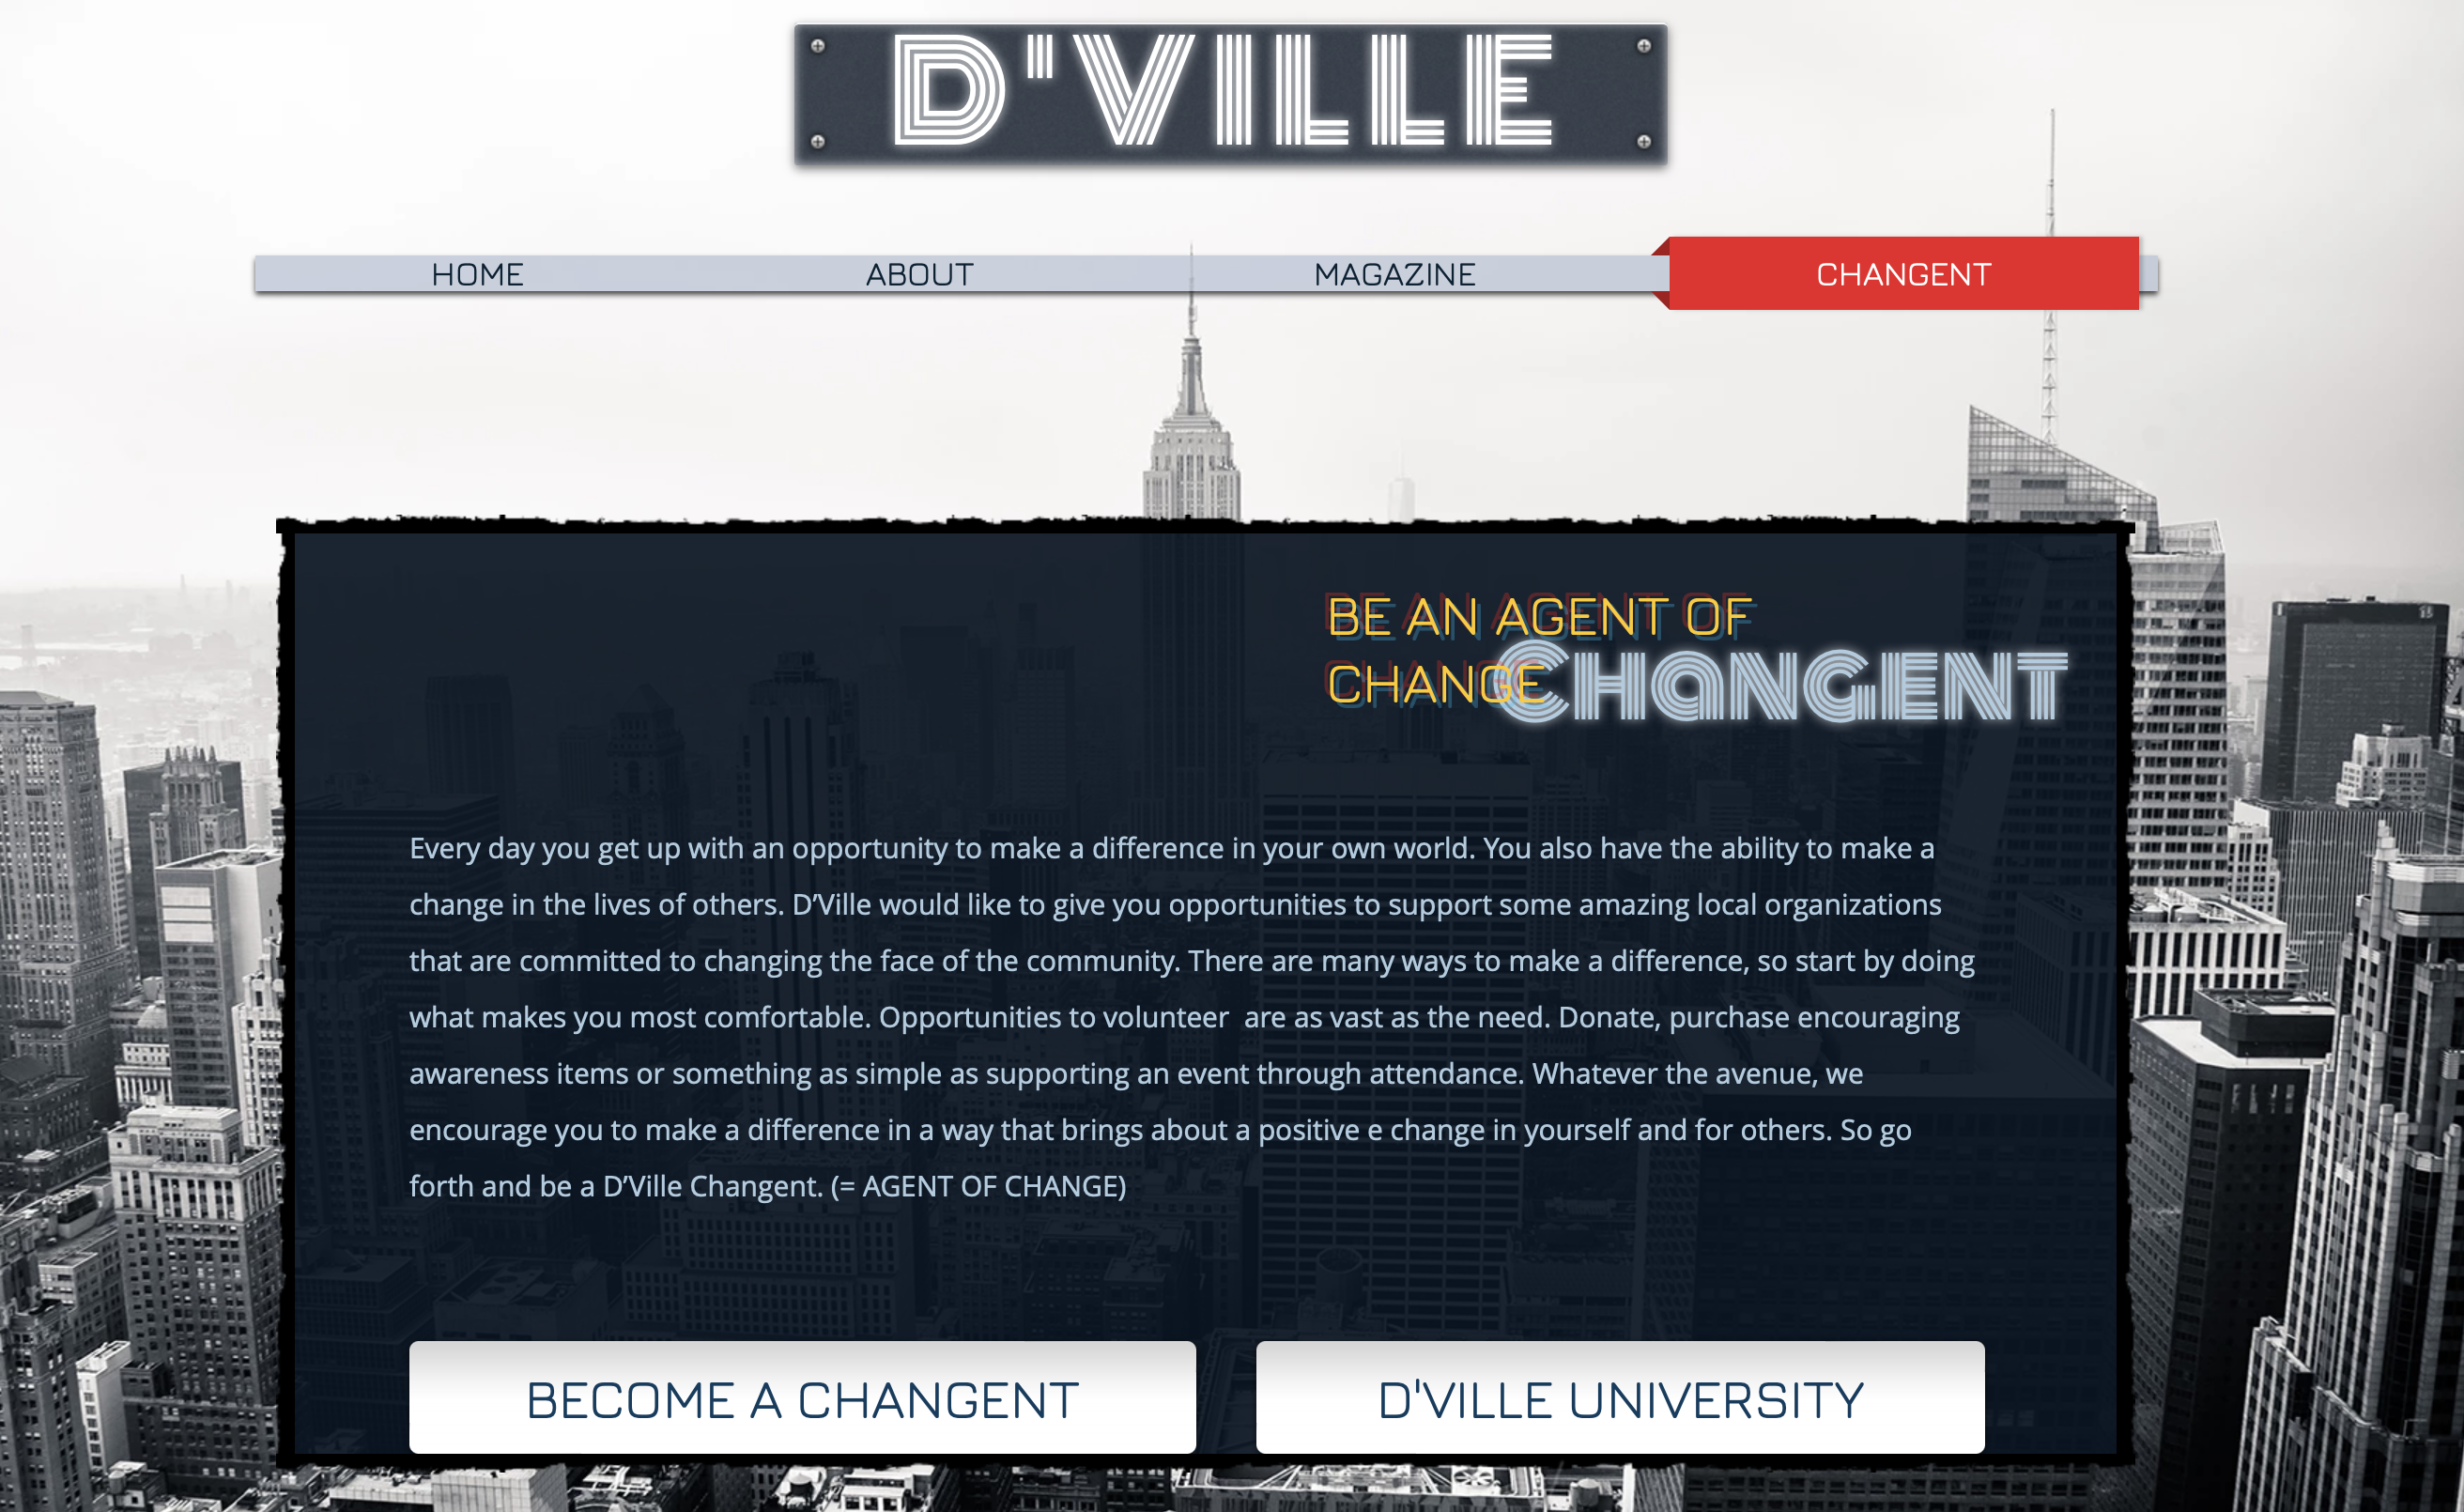 D'VILLE
HOME ABOUT MAGAZINE CHANGENT
BE AN AGENT OF
CHANGE
CHANGENT
Every day you get up with an opportunity to make a difference in your own world. You also have the ability to make a
change in the lives of others. D’Ville would like to give you opportunities to support some amazing local organizations
that are committed to changing the face of the community. There are many ways to make a difference, so start by doing
what makes you most comfortable. Opportunities to volunteer  are as vast as the need. Donate, purchase encouraging
awareness items or something as simple as supporting an event through attendance. Whatever the avenue, we
encourage you to make a difference in a way that brings about a positive e change in yourself and for others. So go
forth and be a D’Ville Changent. (= AGENT OF CHANGE)
BECOME A CHANGENT
D'VILLE UNIVERSITY